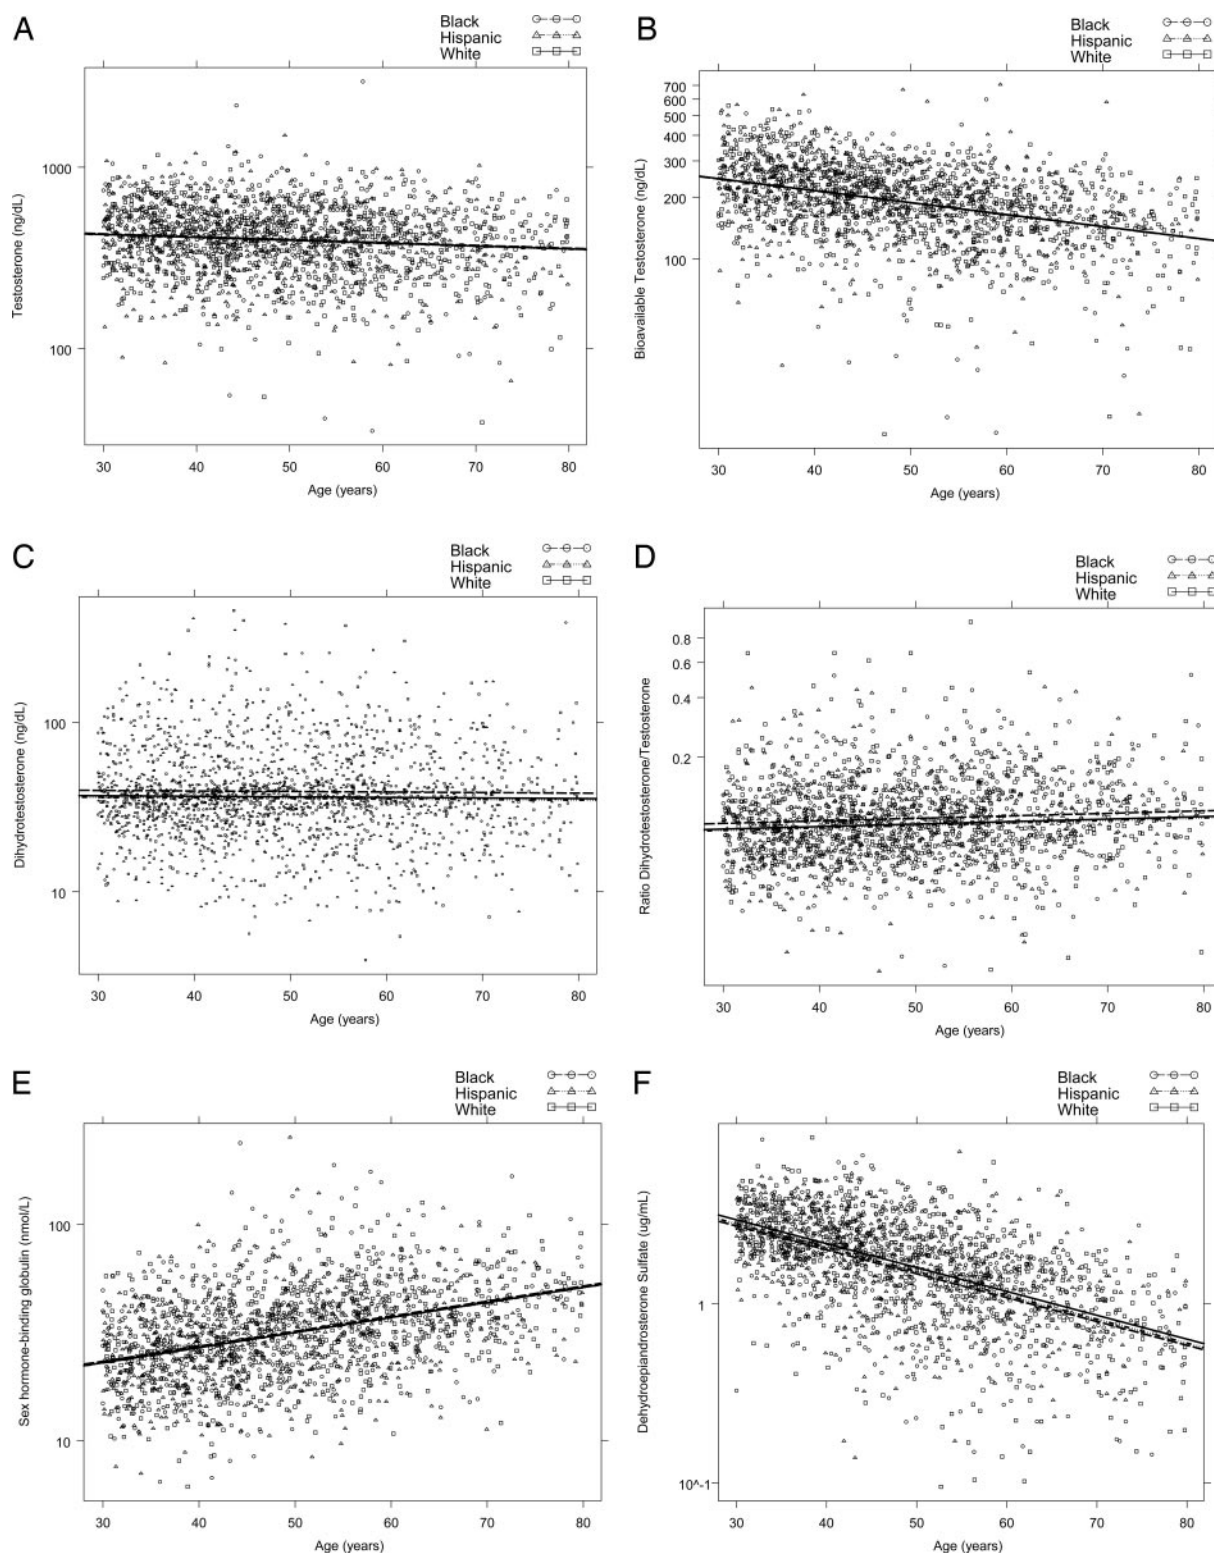 A
Black
Hispanic
White
1000
100
Testosterone (ng/dL)
30 40 50 60 70 80
Age (years)
B
Black
Hispanic
White
700
600
500
400
300
200
100
Bioavailable Testosterone (ng/dL)
30 40 50 60 70 80
Age (years)
C
Black
Hispanic
White
100
10
Dihydrotestosterone (ng/dL)
30 40 50 60 70 80
Age (years)
D
Black
Hispanic
White
0.8
0.6
0.4
0.2
Ratio Dihydrotestosterone/Testosterone
30 40 50 60 70 80
Age (years)
E
Black
Hispanic
White
100
10
Sex hormone-binding globulin (nmol/L)
30 40 50 60 70 80
Age (years)
F
Black
Hispanic
White
1
10^-1
Dehydroepiandrosterone Sulfate (ug/mL)
30 40 50 60 70 80
Age (years)